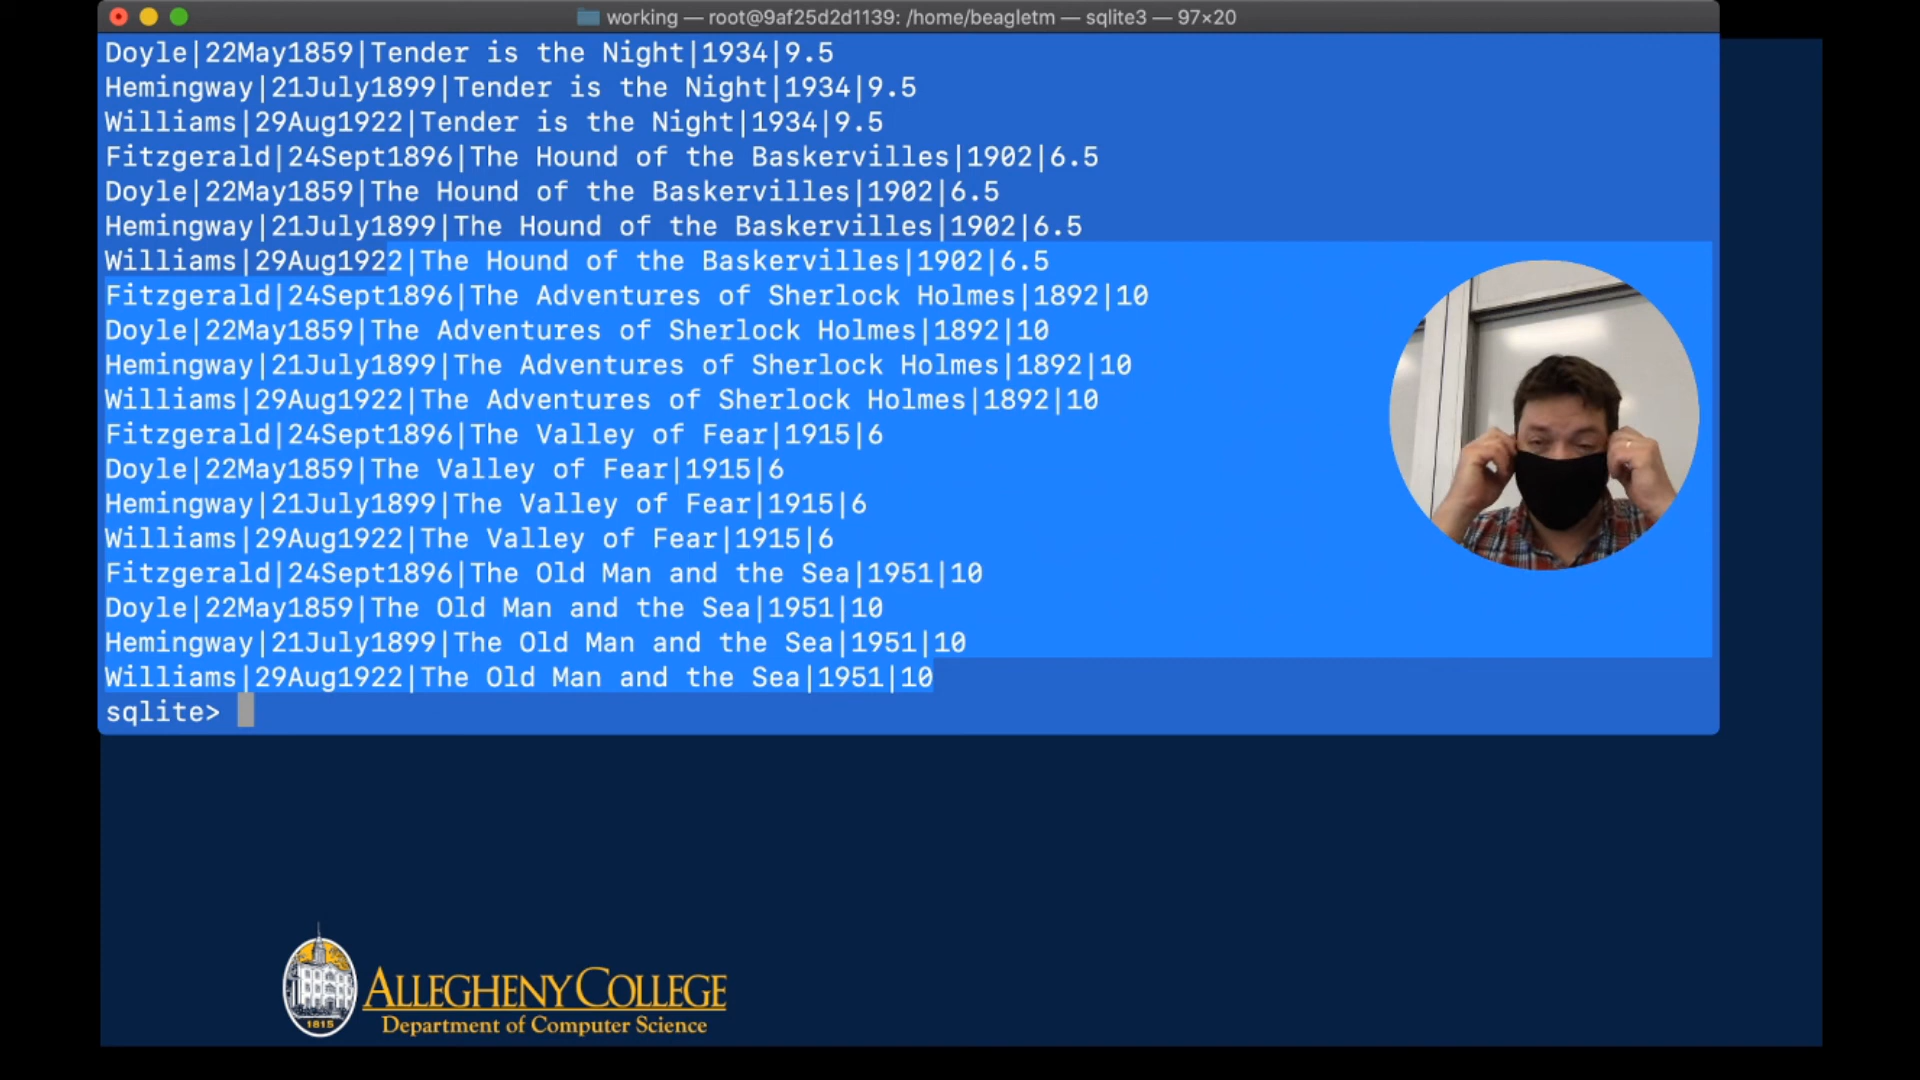 working — root@9af25d2d1139: /home/beagletm — sqlite3 — 97×20
Doyle|22May1859|Tender is the Night|1934|9.5
Hemingway|21July1899|Tender is the Night|1934|9.5
Williams|29Aug1922|Tender is the Night|1934|9.5
Fitzgerald|24Sept1896|The Hound of the Baskervilles|1902|6.5
Doyle|22May1859|The Hound of the Baskervilles|1902|6.5
Hemingway|21July1899|The Hound of the Baskervilles|1902|6.5
Williams|29Aug1922|The Hound of the Baskervilles|1902|6.5
Fitzgerald|24Sept1896|The Adventures of Sherlock Holmes|1892|10
Doyle|22May1859|The Adventures of Sherlock Holmes|1892|10
Hemingway|21July1899|The Adventures of Sherlock Holmes|1892|10
Williams|29Aug1922|The Adventures of Sherlock Holmes|1892|10
Fitzgerald|24Sept1896|The Valley of Fear|1915|6
Doyle|22May1859|The Valley of Fear|1915|6
Hemingway|21July1899|The Valley of Fear|1915|6
Williams|29Aug1922|The Valley of Fear|1915|6
Fitzgerald|24Sept1896|The Old Man and the Sea|1951|10
Doyle|22May1859|The Old Man and the Sea|1951|10
Hemingway|21July1899|The Old Man and the Sea|1951|10
Williams|29Aug1922|The Old Man and the Sea|1951|10
sqlite>
ALLEGHENY COLLEGE
Department of Computer Science
1815